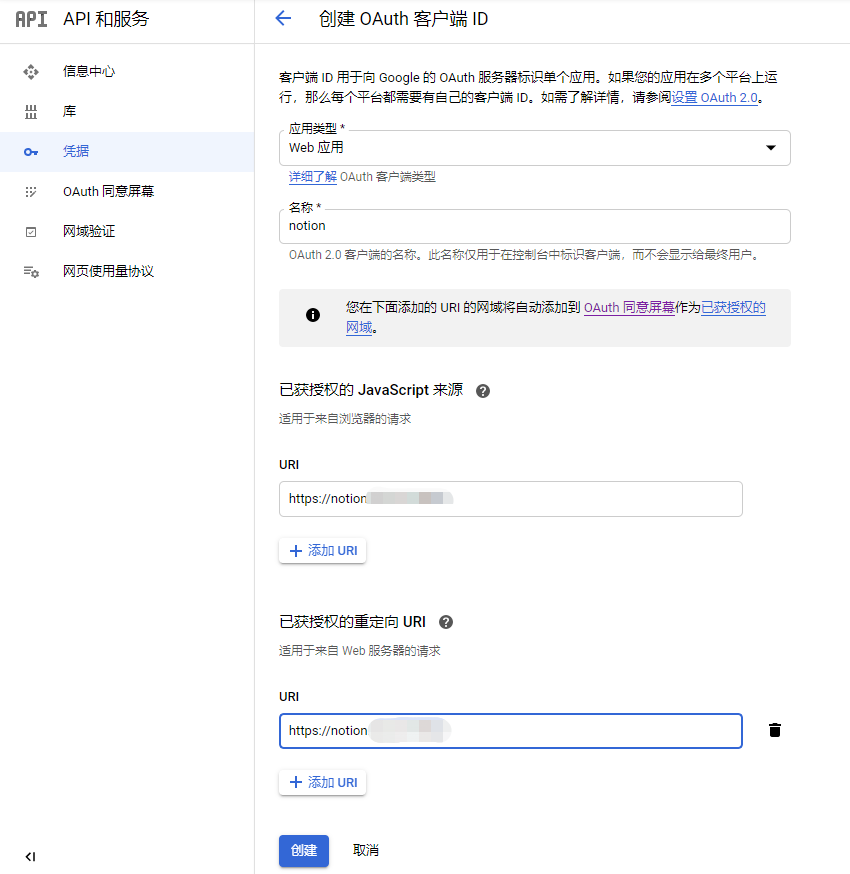 API API 和服务
创建 OAuth 客户端 ID
信息中心
库
凭据
OAuth 同意屏幕
网域验证
网页使用量协议
客户端 ID 用于向 Google 的 OAuth 服务器标识单个应用。如果您的应用在多个平台上运
行，那么每个平台都需要有自己的客户端 ID。如需了解详情，请参阅设置 OAuth 2.0。
应用类型 *
Web 应用
详细了解 OAuth 客户端类型
名称 *
notion
OAuth 2.0 客户端的名称。此名称仅用于在控制台中标识客户端，而不会显示给最终用户。
您在下面添加的 URI 的网域将自动添加到 OAuth 同意屏幕作为已获授权的
网域。
已获授权的 JavaScript 来源
适用于来自浏览器的请求
URI
https://notion
添加 URI
已获授权的重定向 URI
适用于来自 Web 服务器的请求
URI
https://notion
添加 URI
创建
取消